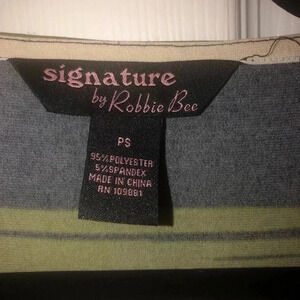 signature
by Robbie Bee
PS
95% POLYESTER
5% SPANDEX
MADE IN CHINA
RN 109881